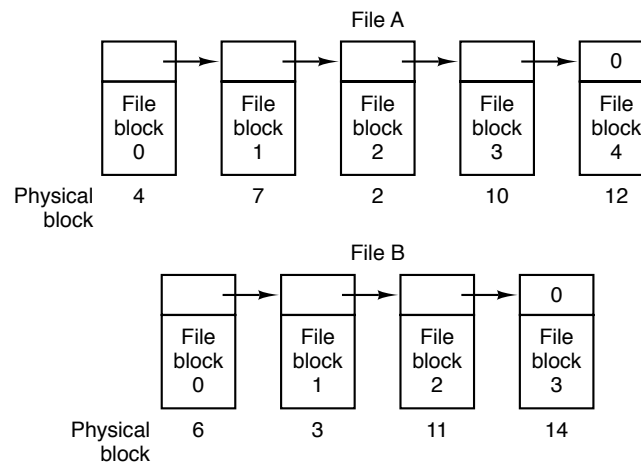 File A
0
File block 0
File block 1
File block 2
File block 3
File block 4
Physical block
4 7 2 10 12
File B
0
File block 0
File block 1
File block 2
File block 3
Physical block
6 3 11 14